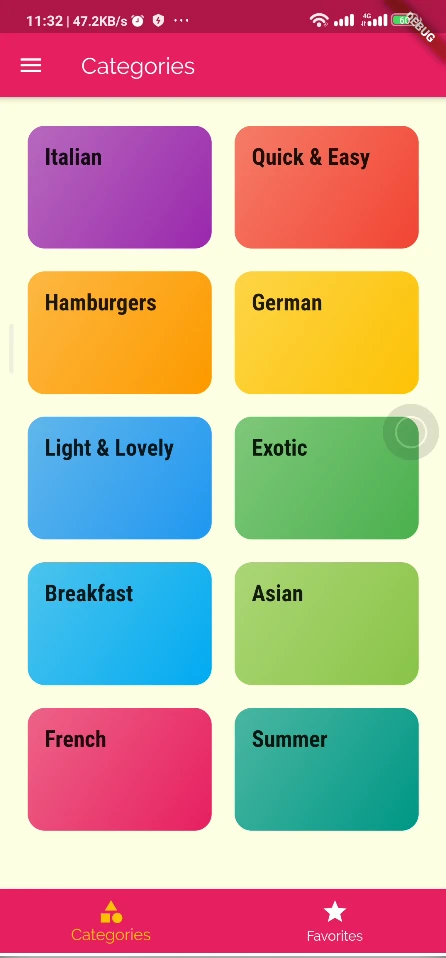 11:32 | 47.2KB/s
4G
60
DEBUG
Categories
Italian
Quick & Easy
Hamburgers
German
Light & Lovely
Exotic
Breakfast
Asian
French
Summer
Categories
Favorites